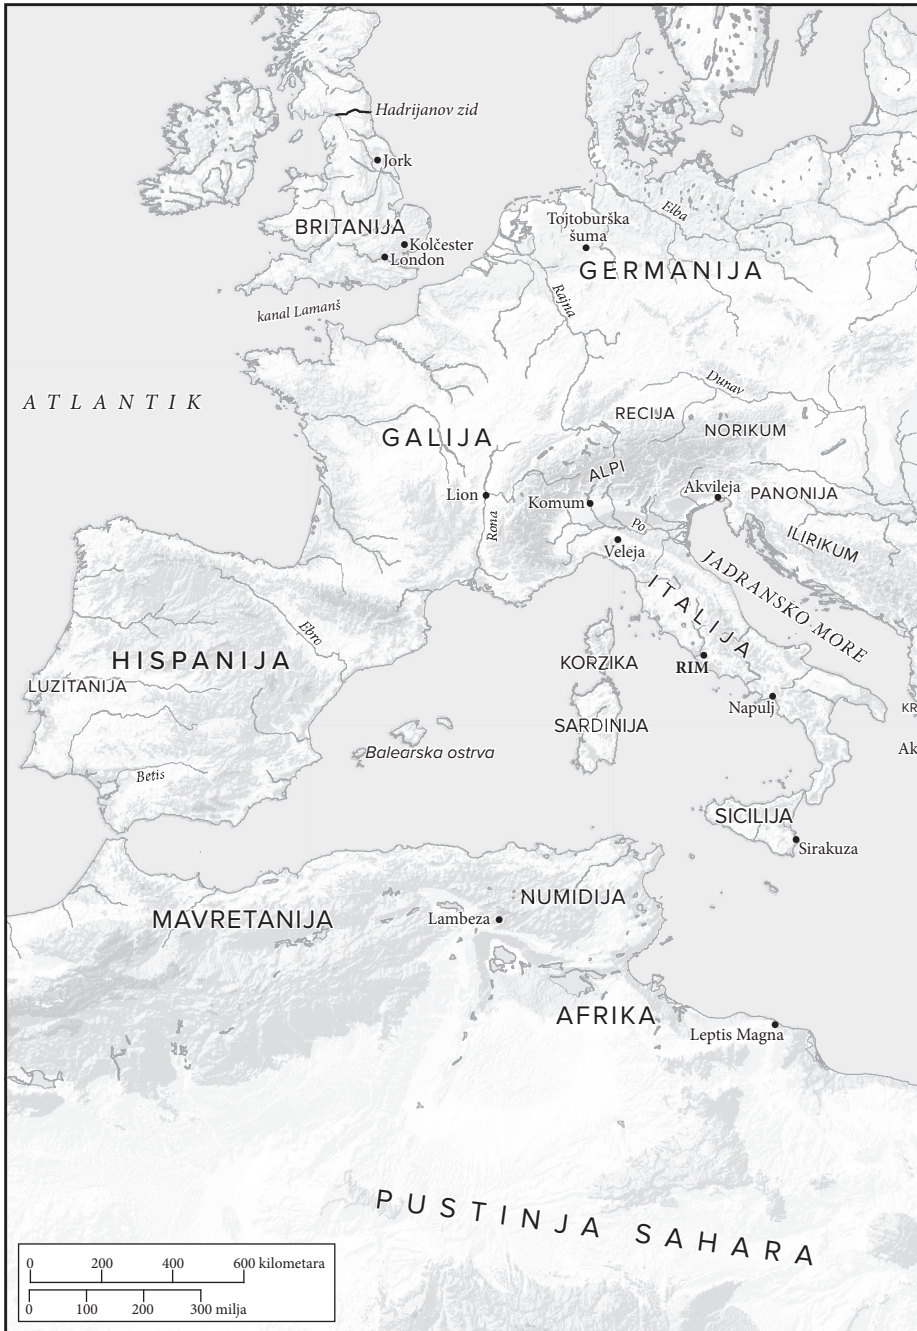 Hadrijanov zid
Jork
BRITANIJA
Kolčester
London
Elba
Tojtoburška
šuma
GERMANIJA
Rajna
kanal Lamanš
ATLANTIK
Dunav
RECIJA
NORIKUM
GALIJA
ALPI
Lion
Komum
Akvileja
PANONIJA
Rona
Po
Veleja
ILIRIKUM
JADRANSKO MORE
ITALIJA
Ebro
HISPANIJA
KORZIKA
RIM
LUZITANIJA
Napulj
KR
SARDINIJA
Ak
Balearska ostrva
Betis
SICILIJA
Sirakuza
NUMIDIJA
MAVRETANIJA
Lambeza
AFRIKA
Leptis Magna
PUSTINJA SAHARA
0 200 400 600 kilometara
0 100 200 300 milja